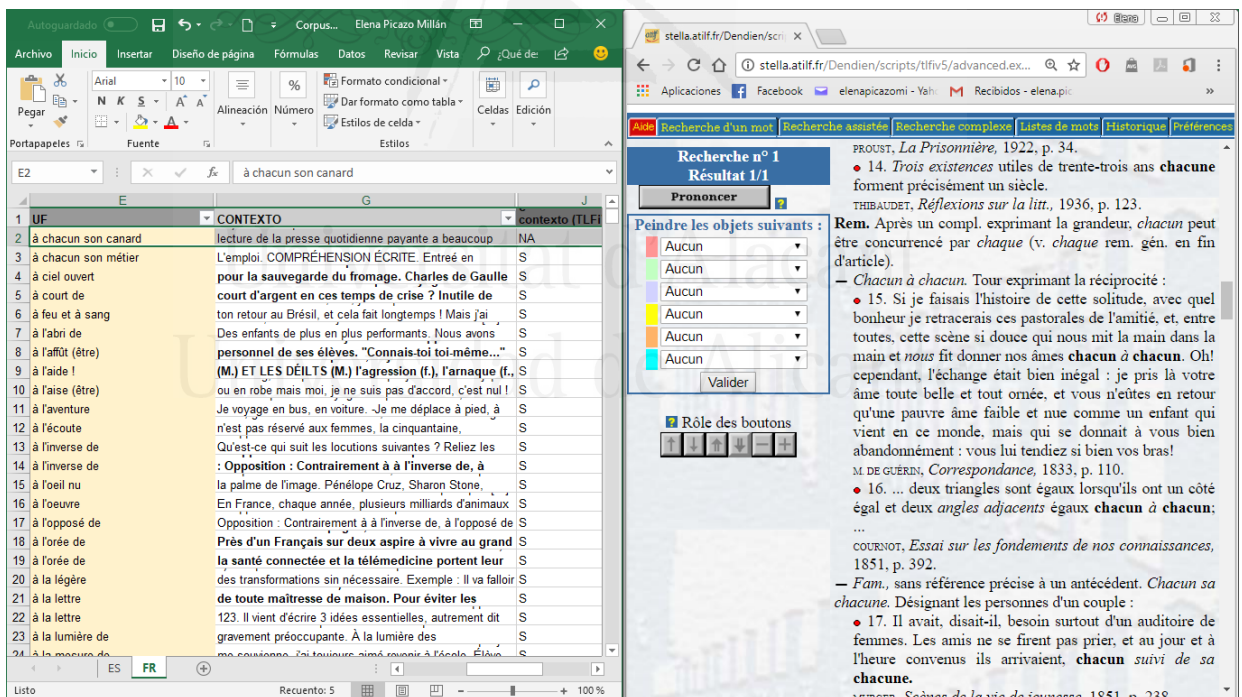 Autoguardado
Corpus... Elena Picazo Millán
Archivo Inicio Insertar Diseño de página Fórmulas Datos Revisar Vista ¿Qué de:
Pegar
Arial 10
N K S A A
Alineación
%
Número
Formato condicional
Dar formato como tabla
Estilos de celda
Celdas Edición
Portapapeles Fuente Estilos
E2 fx à chacun son canard
E G J
1 UF CONTEXTO contexto (TLFi
2 à chacun son canard lecture de la presse quotidienne payante a beaucoup NA
3 à chacun son métier L'emploi. COMPRÉHENSION ÉCRITE. Entreé en S
4 à ciel ouvert pour la sauvegarde du fromage. Charles de Gaulle S
5 à court de court d'argent en ces temps de crise ? Inutile de S
6 à feu et à sang ton retour au Brésil, et cela fait longtemps ! Mais j'ai S
7 à l'abri de Des enfants de plus en plus performants. Nous avons S
8 à l'affût (être) personnel de ses élèves. "Connais-toi toi-même..." S
9 à l'aide ! (M.) ET LES DÉILTS (M.) l'agression (f.), l'arnaque (f., S
10 à l'aise (être) ou en robe mais moi, je ne suis pas d'accord, c'est nul ! S
11 à l'aventure Je voyage en bus, en voiture. -Je me déplace à pied, à S
12 à l'écoute n'est pas réservé aux femmes, la cinquantaine, S
13 à l'inverse de Qu'est-ce qui suit les locutions suivantes ? Reliez les S
14 à l'inverse de : Opposition : Contrairement à à l'inverse de, à S
15 à l'oeil nu la palme de l'image. Pénélope Cruz, Sharon Stone, S
16 à l'oeuvre En France, chaque année, plusieurs milliards d'animaux S
17 à l'opposé de Opposition : Contrairement à à l'inverse de, à l'opposé de S
18 à l'orée de Près d'un Français sur deux aspire à vivre au grand S
19 à l'orée de la santé connectée et la télémedicine portent leur S
20 à la légère des transformations sin nécessaire. Exemple : Il va falloir S
21 à la lettre de toute maîtresse de maison. Pour éviter les S
22 à la lettre 123. Il vient d'écrire 3 idées essentielles, autrement dit S
23 à la lumière de gravement préoccupante. À la lumière des S
24 à la mesure de me souvienne, j'ai toujours aimé revenir à l'école. Élève S
ES FR
Listo Recuento: 5 100 %
Elena
stella.atilf.fr/Dendien/scri
stella.atilf.fr/Dendien/scripts/tlfiv5/advanced.ex...
Aplicaciones Facebook elenapicazomi - Yah Recibidos - elena.pic
Aide Recherche d'un mot Recherche assistée Recherche complexe Listes de mots Historique Préférences
Recherche n° 1
Résultat 1/1
Prononcer
Peindre les objets suivants :
Aucun
Aucun
Aucun
Aucun
Aucun
Aucun
Valider
Rôle des boutons
PROUST, La Prisonnière, 1922, p. 34.
14. Trois existences utiles de trente-trois ans chacune
forment précisément un siècle.
THIBAUDET, Réflexions sur la litt., 1936, p. 123.
Rem. Après un compl. exprimant la grandeur, chacun peut
être concurrencé par chaque (v. chaque rem. gén. en fin
d'article).
— Chacun à chacun. Tour exprimant la réciprocité :
15. Si je faisais l'histoire de cette solitude, avec quel
bonheur je retracerais ces pastorales de l'amitié, et, entre
toutes, cette scène si douce qui nous mit la main dans la
main et nous fit donner nos âmes chacun à chacun. Oh!
cependant, l'échange était bien inégal : je pris là votre
âme toute belle et tout ornée, et vous n'eûtes en retour
qu'une pauvre âme faible et nue comme un enfant qui
vient en ce monde, mais qui se donnait à vous bien
abandonnément : vous lui tendiez si bien vos bras!
M. DE GUÉRIN, Correspondance, 1833, p. 110.
16. ... deux triangles sont égaux lorsqu'ils ont un côté
égal et deux angles adjacents égaux chacun à chacun;
...
COURNOT, Essai sur les fondements de nos connaissances,
1851, p. 392.
— Fam., sans référence précise à un antécédent. Chacun sa
chacune. Désignant les personnes d'un couple :
17. Il avait, disait-il, besoin surtout d'un auditoire de
femmes. Les amis ne se firent pas prier, et au jour et à
l'heure convenus ils arrivaient, chacun suivi de sa
chacune.
MURGER, Scènes de la vie de jeunesse, 1851, p. 238.